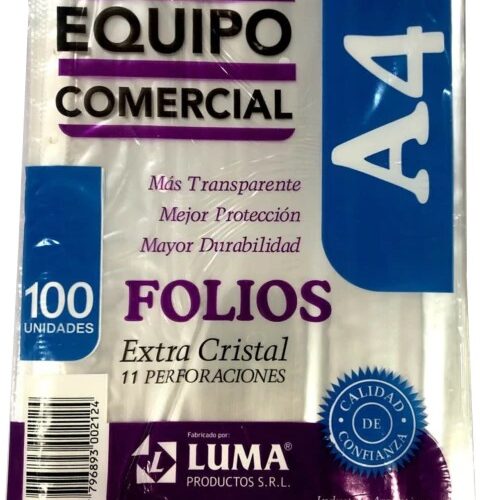 EQUIPO
COMERCIAL
A4
Más Transparente
Mejor Protección
Mayor Durabilidad
100
UNIDADES
FOLIOS
Extra Cristal
11 PERFORACIONES
796893 002124
CALIDAD
DE
CONFIANZA
Fabricado por:
LUMA®
PRODUCTOS S.R.L.